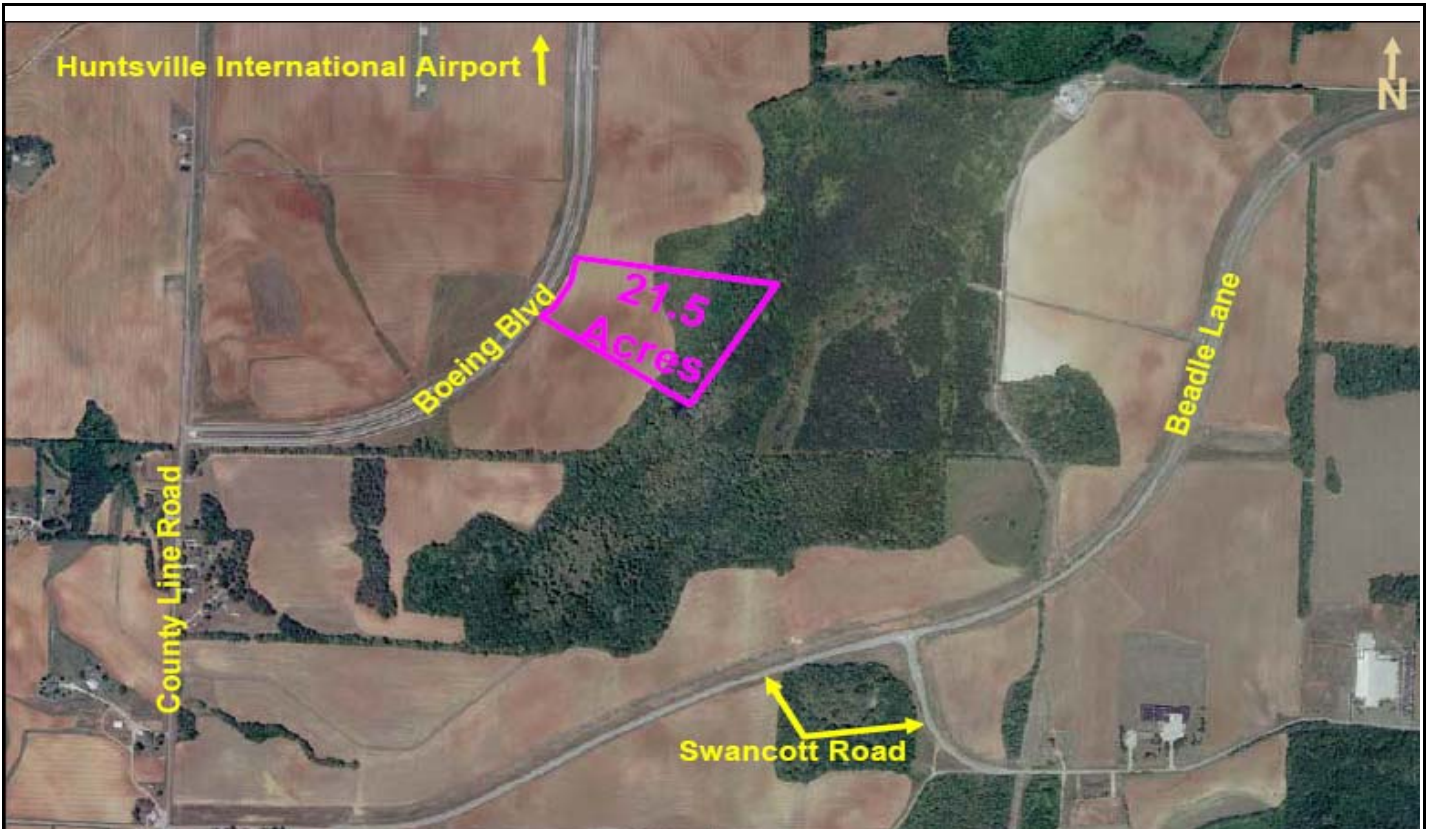 Huntsville International Airport
N
21.5
Acres
Boeing Blvd
Beadle Lane
County Line Road
Swancott Road